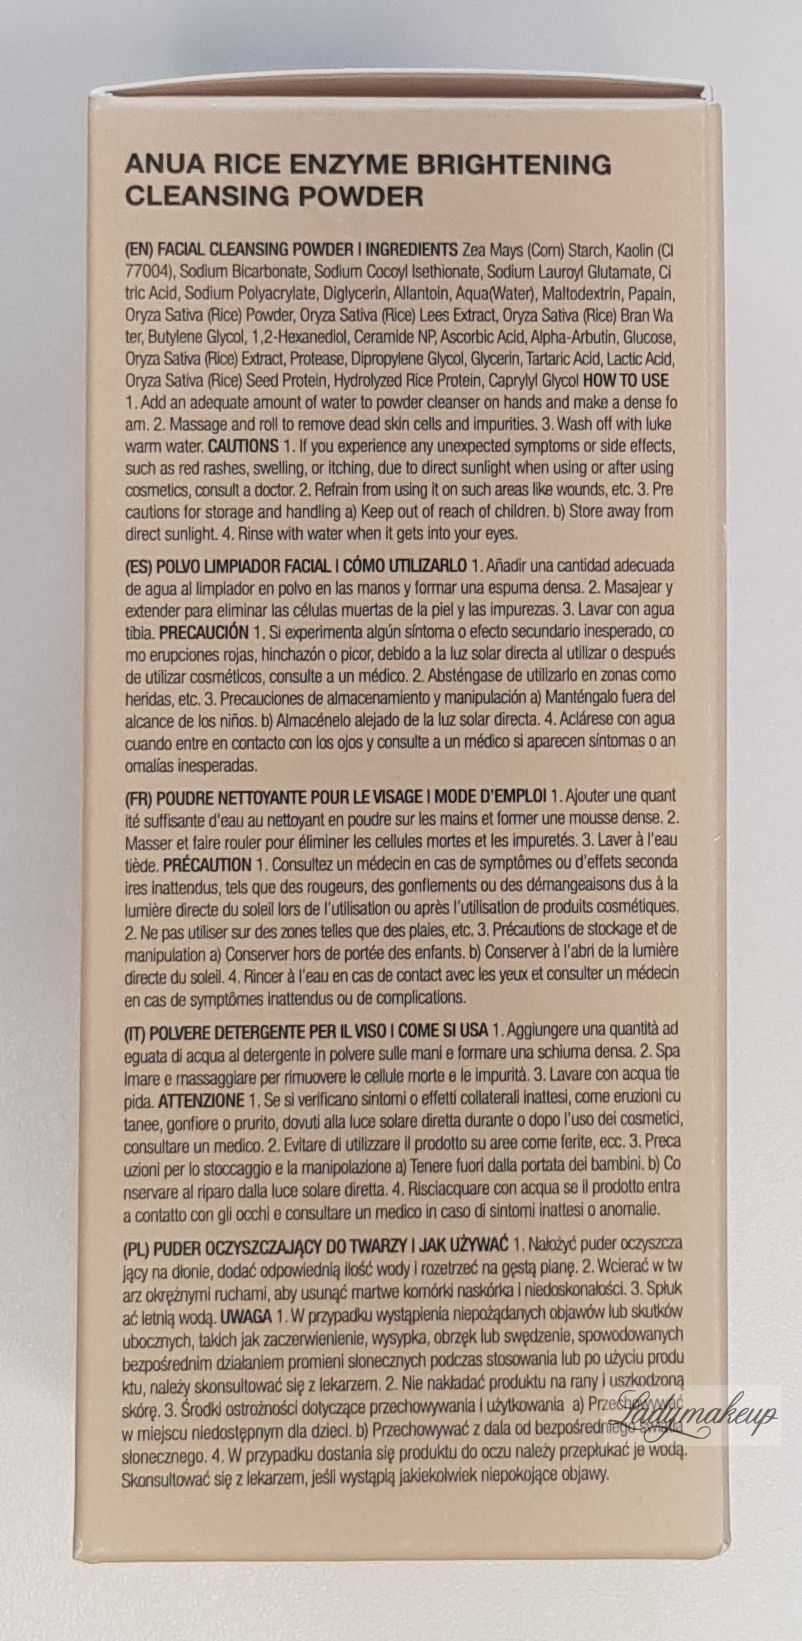 ANUA RICE ENZYME BRIGHTENING
CLEANSING POWDER
(EN) FACIAL CLEANSING POWDER I INGREDIENTS Zea Mays (Corn) Starch, Kaolin (CI
77004), Sodium Bicarbonate, Sodium Cocoyl Isethionate, Sodium Lauroyl Glutamate, Ci
tric Acid, Sodium Polyacrylate, Diglycerin, Allantoin, Aqua(Water), Maltodextrin, Papain,
Oryza Sativa (Rice) Powder, Oryza Sativa (Rice) Lees Extract, Oryza Sativa (Rice) Bran Wa
ter, Butylene Glycol, 1,2-Hexanediol, Ceramide NP, Ascorbic Acid, Alpha-Arbutin, Glucose,
Oryza Sativa (Rice) Extract, Protease, Dipropylene Glycol, Glycerin, Tartaric Acid, Lactic Acid,
Oryza Sativa (Rice) Seed Protein, Hydrolyzed Rice Protein, Caprylyl Glycol HOW TO USE
1. Add an adequate amount of water to powder cleanser on hands and make a dense fo
am. 2. Massage and roll to remove dead skin cells and impurities. 3. Wash off with luke
warm water. CAUTIONS 1. If you experience any unexpected symptoms or side effects,
such as red rashes, swelling, or itching, due to direct sunlight when using or after using
cosmetics, consult a doctor. 2. Refrain from using it on such areas like wounds, etc. 3. Pre
cautions for storage and handling a) Keep out of reach of children. b) Store away from
direct sunlight. 4. Rinse with water when it gets into your eyes.
(ES) POLVO LIMPIADOR FACIAL I CÓMO UTILIZARLO 1. Añadir una cantidad adecuada
de agua al limpiador en polvo en las manos y formar una espuma densa. 2. Masajear y
extender para eliminar las células muertas de la piel y las impurezas. 3. Lavar con agua
tibia. PRECAUCIÓN 1. Si experimenta algún síntoma o efecto secundario inesperado, co
mo erupciones rojas, hinchazón o picor, debido a la luz solar directa al utilizar o después
de utilizar cosméticos, consulte a un médico. 2. Absténgase de utilizarlo en zonas como
heridas, etc. 3. Precauciones de almacenamiento y manipulación a) Manténgalo fuera del
alcance de los niños. b) Almacénelo alejado de la luz solar directa. 4. Aclárese con agua
cuando entre en contacto con los ojos y consulte a un médico si aparecen síntomas o an
omalías inesperadas.
(FR) POUDRE NETTOYANTE POUR LE VISAGE I MODE D'EMPLOI 1. Ajouter une quant
ité suffisante d'eau au nettoyant en poudre sur les mains et former une mousse dense. 2.
Masser et faire rouler pour éliminer les cellules mortes et les impuretés. 3. Laver à l'eau
tiède. PRÉCAUTION 1. Consultez un médecin en cas de symptômes ou d'effets seconda
ires inattendus, tels que des rougeurs, des gonflements ou des démangeaisons dus à la
lumière directe du soleil lors de l'utilisation ou après l'utilisation de produits cosmétiques.
2. Ne pas utiliser sur des zones telles que des plaies, etc. 3. Précautions de stockage et de
manipulation a) Conserver hors de portée des enfants. b) Conserver à l'abri de la lumière
directe du soleil. 4. Rincer à l'eau en cas de contact avec les yeux et consulter un médecin
en cas de symptômes inattendus ou de complications.
(IT) POLVERE DETERGENTE PER IL VISO I COME SI USA 1. Aggiungere una quantità ad
eguata di acqua al detergente in polvere sulle mani e formare una schiuma densa. 2. Spa
lmare e massaggiare per rimuovere le cellule morte e le impurità. 3. Lavare con acqua tie
pida. ATTENZIONE 1. Se si verificano sintomi o effetti collaterali inattesi, come eruzioni cu
tanee, gonfiore o prurito, dovuti alla luce solare diretta durante o dopo l'uso dei cosmetici,
consultare un medico. 2. Evitare di utilizzare il prodotto su aree come ferite, ecc. 3. Preca
uzioni per lo stoccaggio e la manipolazione a) Tenere fuori dalla portata dei bambini. b) Co
nservare al riparo dalla luce solare diretta. 4. Risciacquare con acqua se il prodotto entra
a contatto con gli occhi e consultare un medico in caso di sintomi inattesi o anomalie.
(PL) PUDER OCZYSZCZAJĄCY DO TWARZY I JAK UŻYWAĆ 1. Nałożyć puder oczyszcza
jący na dłonie, dodać odpowiednią ilość wody i rozetrzeć na gęstą pianę. 2. Wcierać w tw
arz okrężnymi ruchami, aby usunąć martwe komórki naskórka i niedoskonałości. 3. Spłuk
ać letnią wodą. UWAGA 1. W przypadku wystąpienia niepożądanych objawów lub skutków
ubocznych, takich jak zaczerwienienie, wysypka, obrzęk lub swędzenie, spowodowanych
bezpośrednim działaniem promieni słonecznych podczas stosowania lub po użyciu produ
ktu, należy skonsultować się z lekarzem. 2. Nie nakładać produktu na rany i uszkodzoną
skórę. 3. Środki ostrożności dotyczące przechowywania i użytkowania a) Przechowywać
w miejscu niedostępnym dla dzieci. b) Przechowywać z dala od bezpośredniego światła
słonecznego. 4. W przypadku dostania się produktu do oczu należy przepłukać je wodą.
Skonsultować się z lekarzem, jeśli wystąpią jakiekolwiek niepokojące objawy.
Ladymakeup